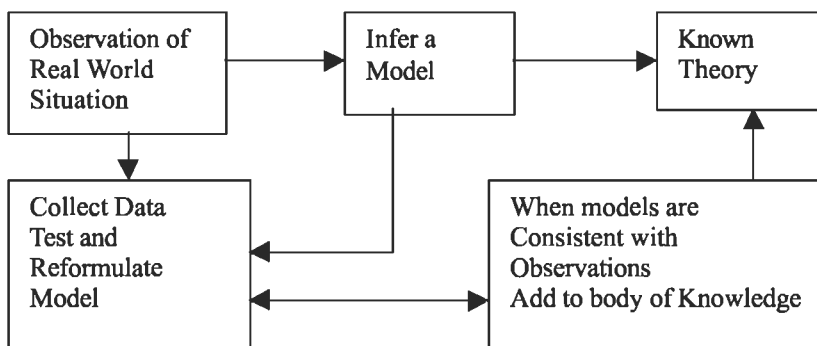 Observation of
Real World
Situation
Infer a
Model
Known
Theory
Collect Data
Test and
Reformulate
Model
When models are
Consistent with
Observations
Add to body of Knowledge